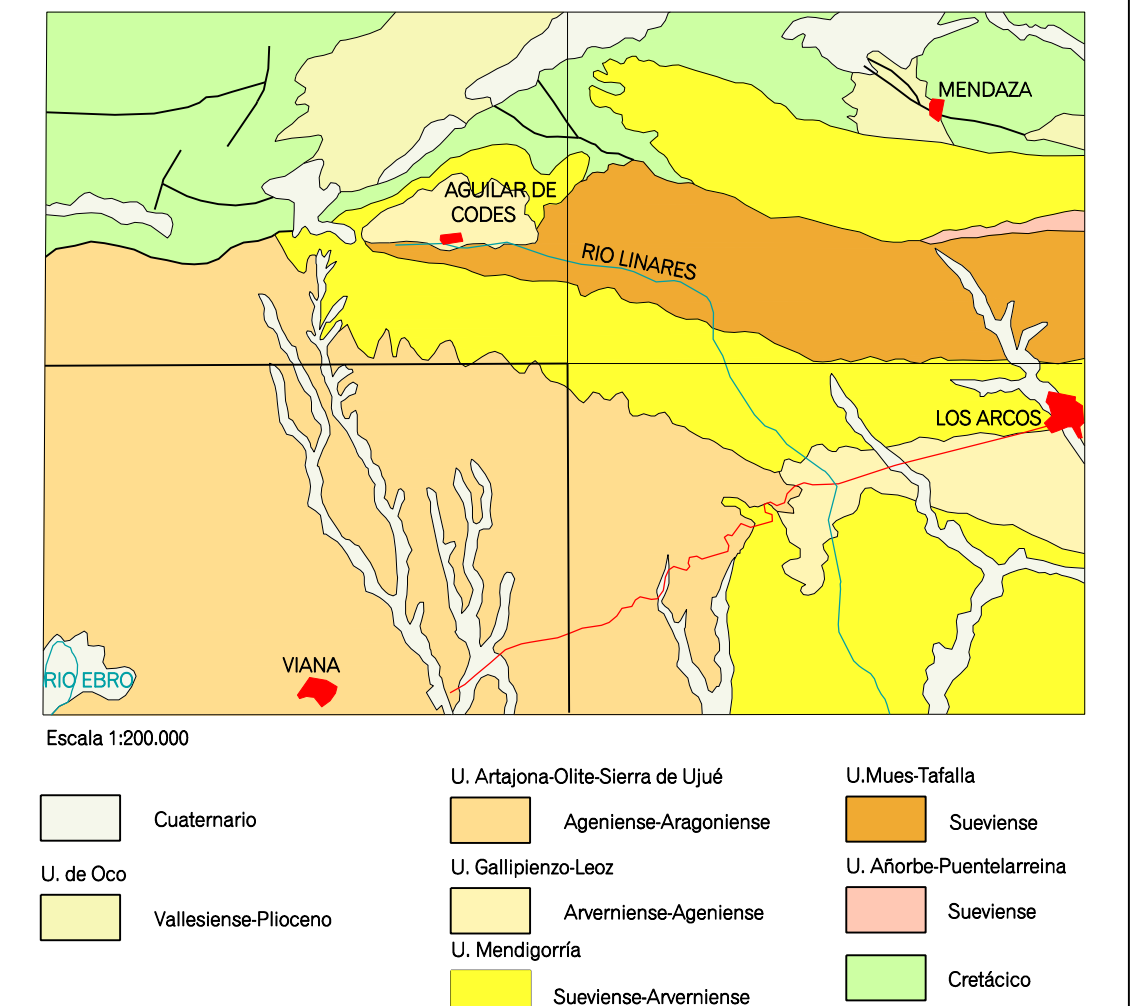 MENDAZA
AGUILAR DE
CODES
RIO LINARES
LOS ARCOS
VIANA
RIO EBRO
Escala 1:200.000
U. Artajona-Olite-Sierra de Ujué
U.Mues-Tafalla
Cuaternario
Ageniense-Aragoniense
Sueviense
U. de Oco
U. Gallipienzo-Leoz
U. Añorbe-Puentelarreina
Vallesiense-Plioceno
Arverniense-Ageniense
Sueviense
U. Mendigorría
Cretácico
Sueviense-Arverniense